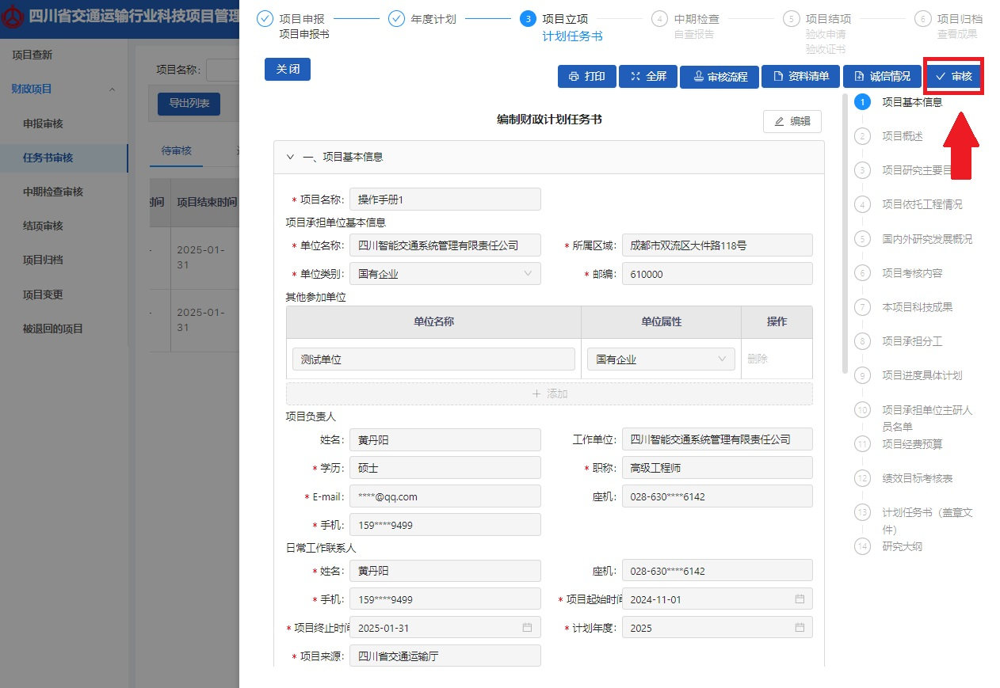 四川省交通运输行业科技项目管理
项目查新
财政项目
申报审核
任务书审核
中期检查审核
结项审核
项目归档
项目变更
被退回的项目
项目名称:
导出列表
待审核
时间 项目结束时间
2025-01-
31
2025-01-
31
项目申报
项目申报书
年度计划
3 项目立项
计划任务书
4 中期检查
自查报告
5 项目结项
验收申请
验收证书
6 项目归档
查看成果
关 闭
打印 全屏 审核流程 资料清单 诚信情况 审核
编制财政计划任务书
编辑
一、项目基本信息
* 项目名称: 操作手册1
项目承担单位基本信息
* 单位名称: 四川智能交通系统管理有限责任公司 * 所属区域: 成都市双流区大件路118号
* 单位类别: 国有企业 * 邮编: 610000
其他参加单位
单位名称 单位属性 操作
测试单位 国有企业 删除
+ 添加
项目负责人
姓名: 黄丹阳 工作单位: 四川智能交通系统管理有限责任公司
* 学历: 硕士 * 职称: 高级工程师
* E-mail: ****@qq.com 座机: 028-630****6142
* 手机: 159****9499
日常工作联系人
* 姓名: 黄丹阳 座机: 028-630****6142
* 手机: 159****9499 * 项目起始时间 2024-11-01
* 项目终止时间 2025-01-31 * 计划年度: 2025
* 项目来源: 四川省交通运输厅
1 项目基本信息
2 项目概述
3 项目研究主要目
4 项目依托工程情况
5 国内外研究发展概况
6 项目考核内容
7 本项目科技成果
8 项目承担分工
9 项目进度具体计划
10 项目承担单位主研人
员名单
11 项目经费预算
12 绩效目标考核表
13 计划任务书（盖章文
件）
14 研究大纲